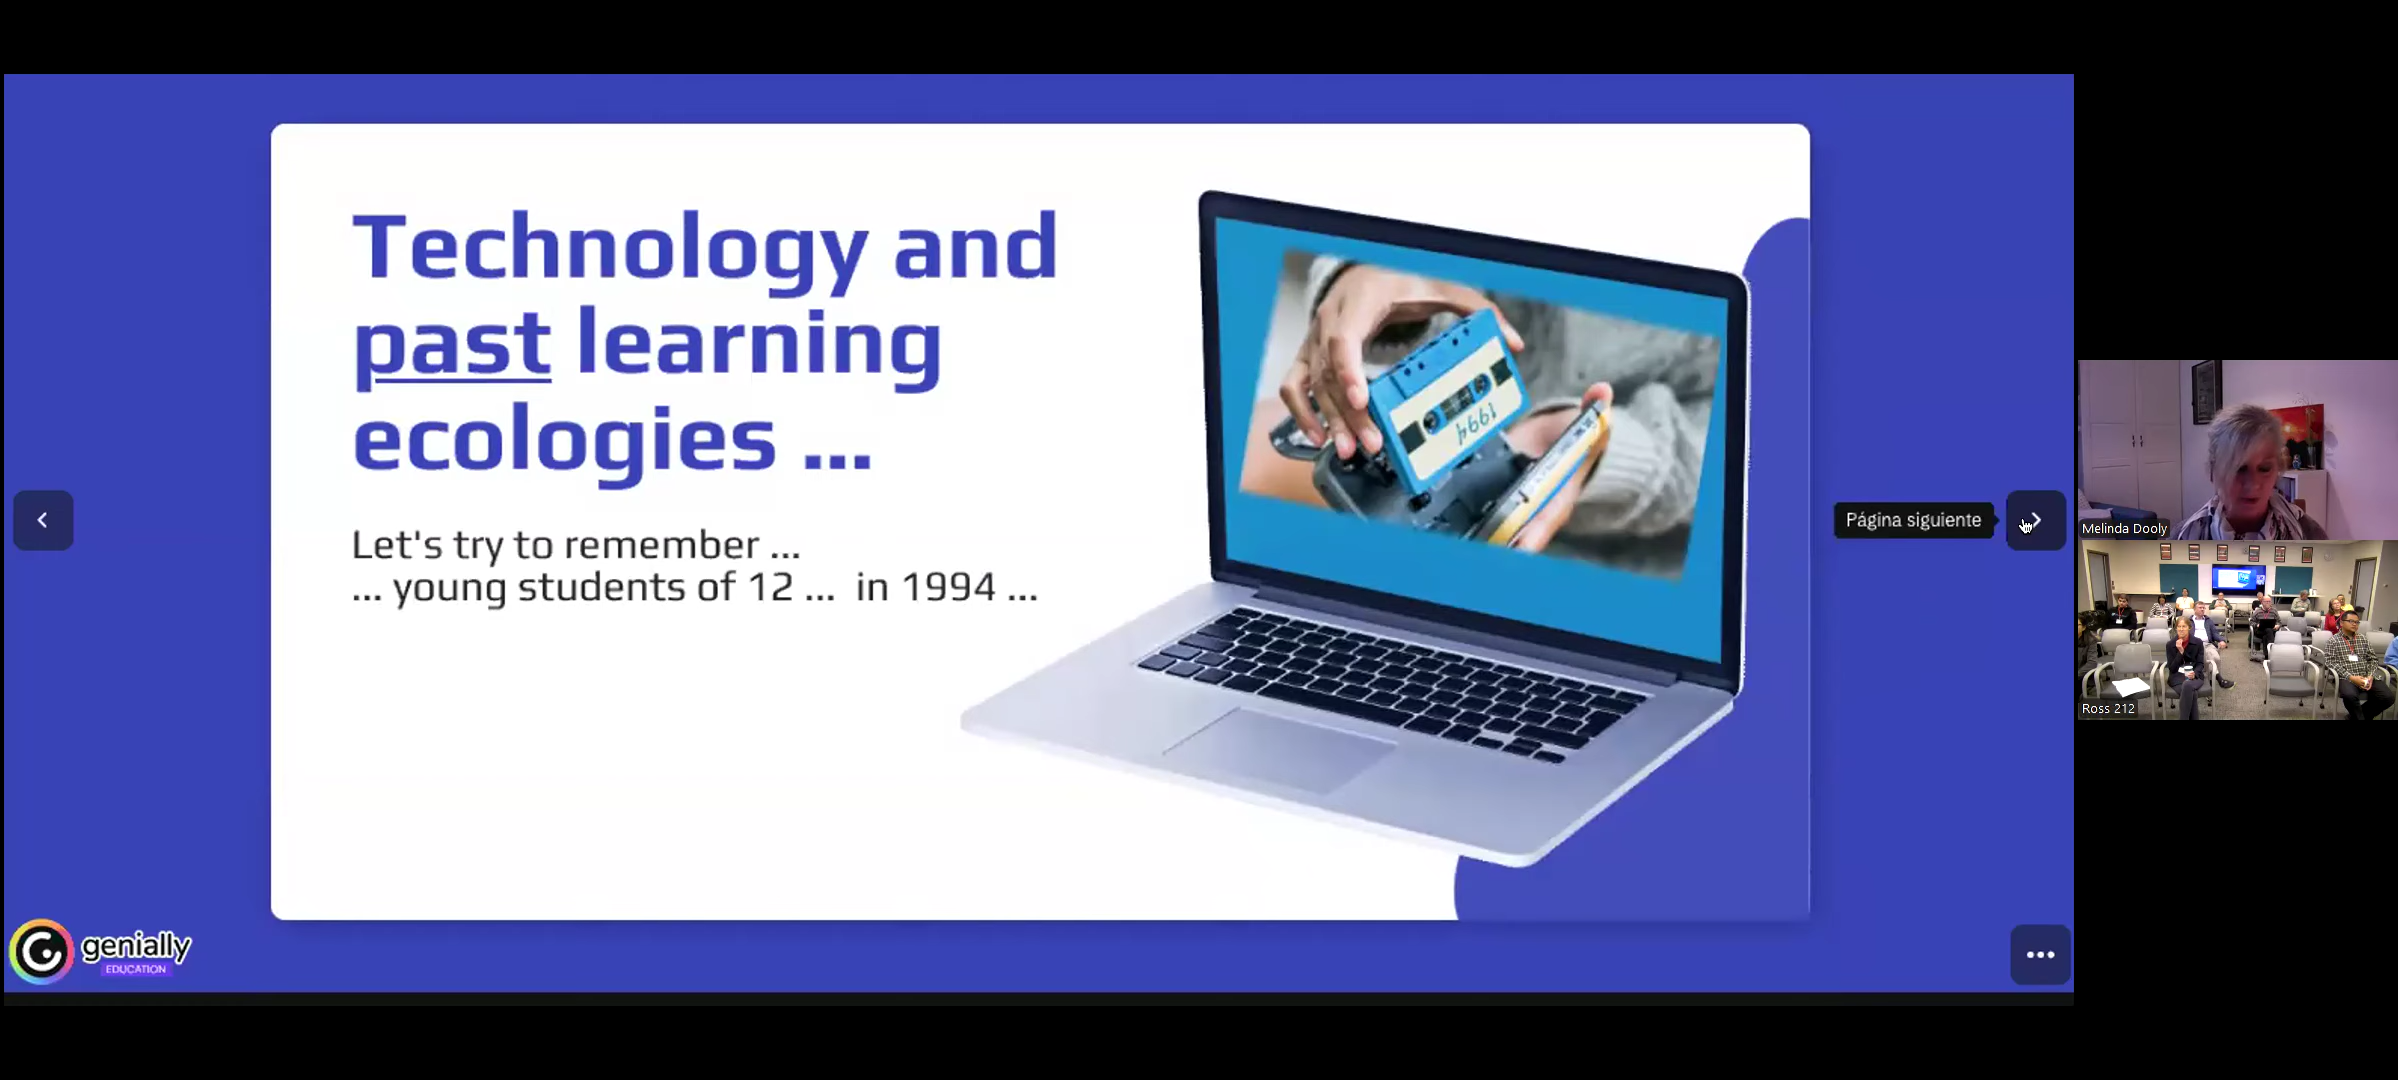 Technology and
past learning
ecologies ...
Let's try to remember ...
... young students of 12 ... in 1994 ...
1994
Página siguiente
Melinda Dooly
Ross 212
genially
EDUCATION